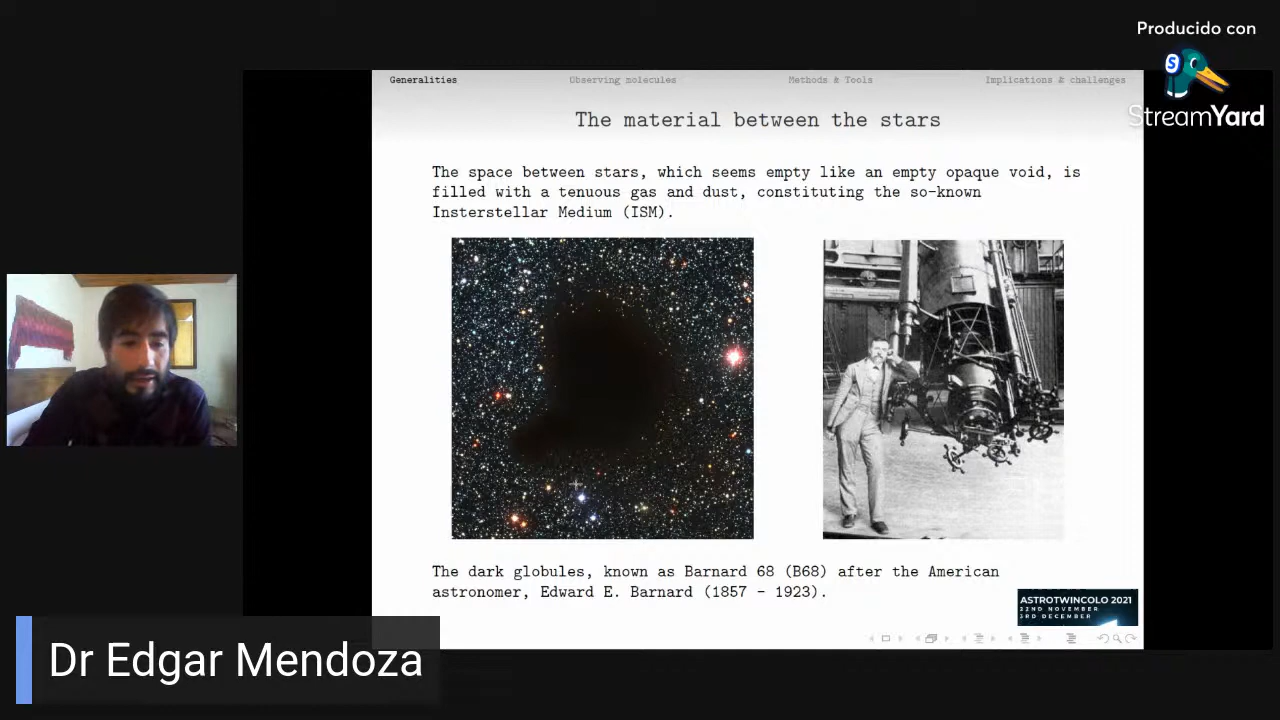 Producido con
StreamYard
Generalities
Observing molecules
Methods & Tools
Implications & challenges
The material between the stars
The space between stars, which seems empty like an empty opaque void, is
filled with a tenuous gas and dust, constituting the so-known
Insterstellar Medium (ISM).
The dark globules, known as Barnard 68 (B68) after the American
astronomer, Edward E. Barnard (1857 - 1923).
ASTROTWINCOLO 2021
22ND NOVEMBER
3RD DECEMBER
Dr Edgar Mendoza